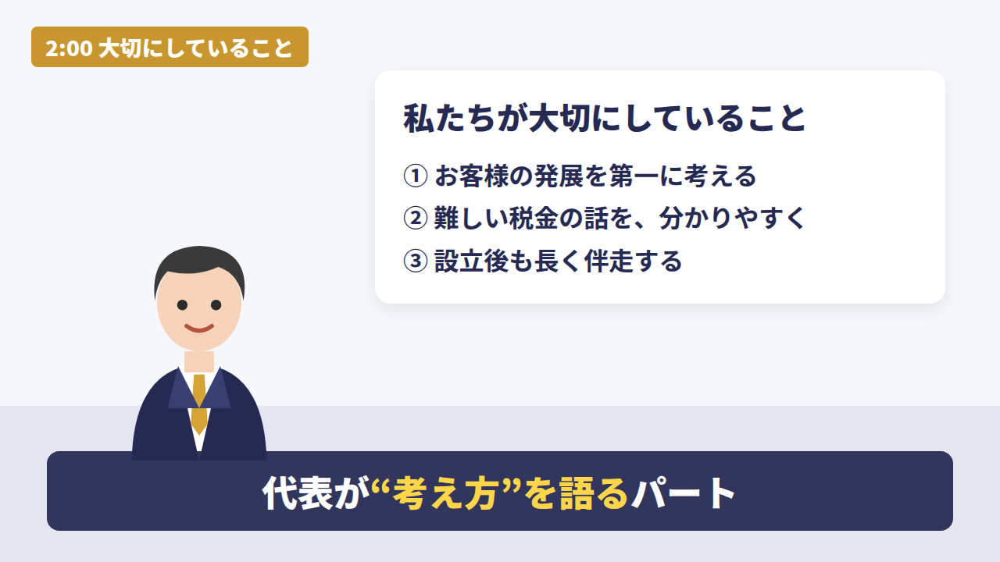 2:00 大切にしていること
私たちが大切にしていること
① お客様の発展を第一に考える
② 難しい税金の話を、分かりやすく
③ 設立後も長く伴走する
代表が“考え方”を語るパート